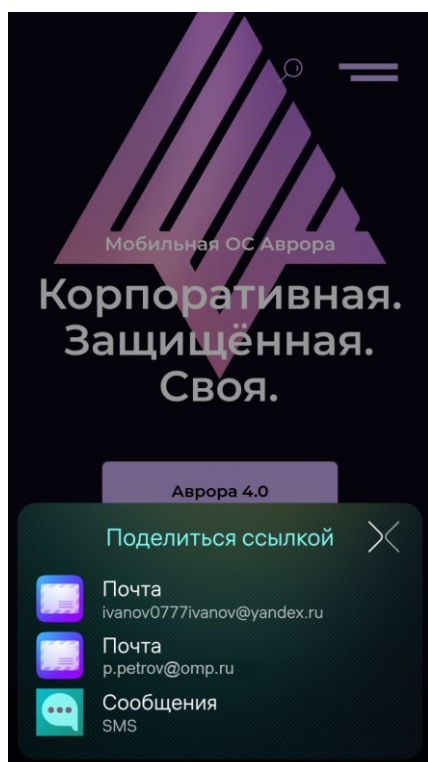 Мобильная ОС Аврора
Корпоративная.
Защищённая.
Своя.
Аврора 4.0
Поделиться ссылкой
Почта
ivanov0777ivanov@yandex.ru
Почта
p.petrov@omp.ru
Сообщения
SMS